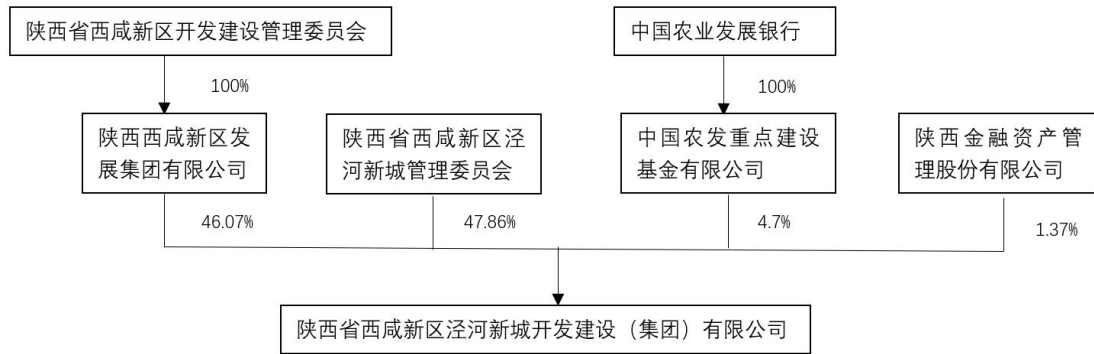 陕西省西咸新区开发建设管理委员会
中国农业发展银行
100%
100%
陕西西咸新区发
展集团有限公司
陕西省西咸新区泾
河新城管理委员会
中国农发重点建设
基金有限公司
陕西金融资产管
理股份有限公司
46.07%
47.86%
4.7%
1.37%
陕西省西咸新区泾河新城开发建设（集团）有限公司